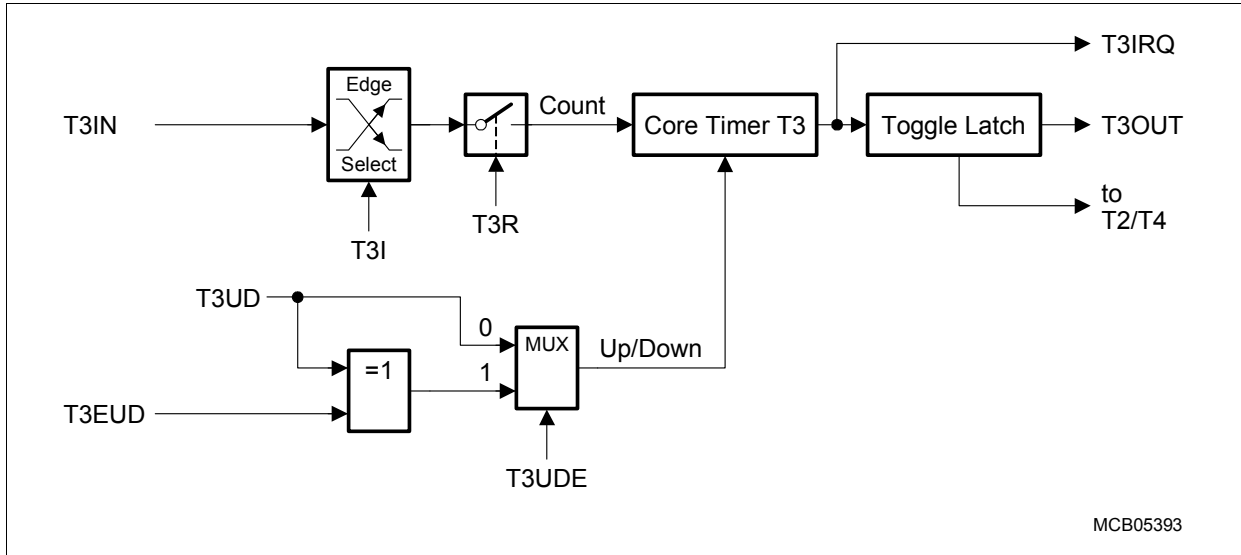 T3IRQ
Edge
Count
T3IN
Core Timer T3
Toggle Latch
T3OUT
Select
to
T2/T4
T3R
T3I
T3UD
0
MUX
Up/Down
=1
1
T3EUD
T3UDE
MCB05393